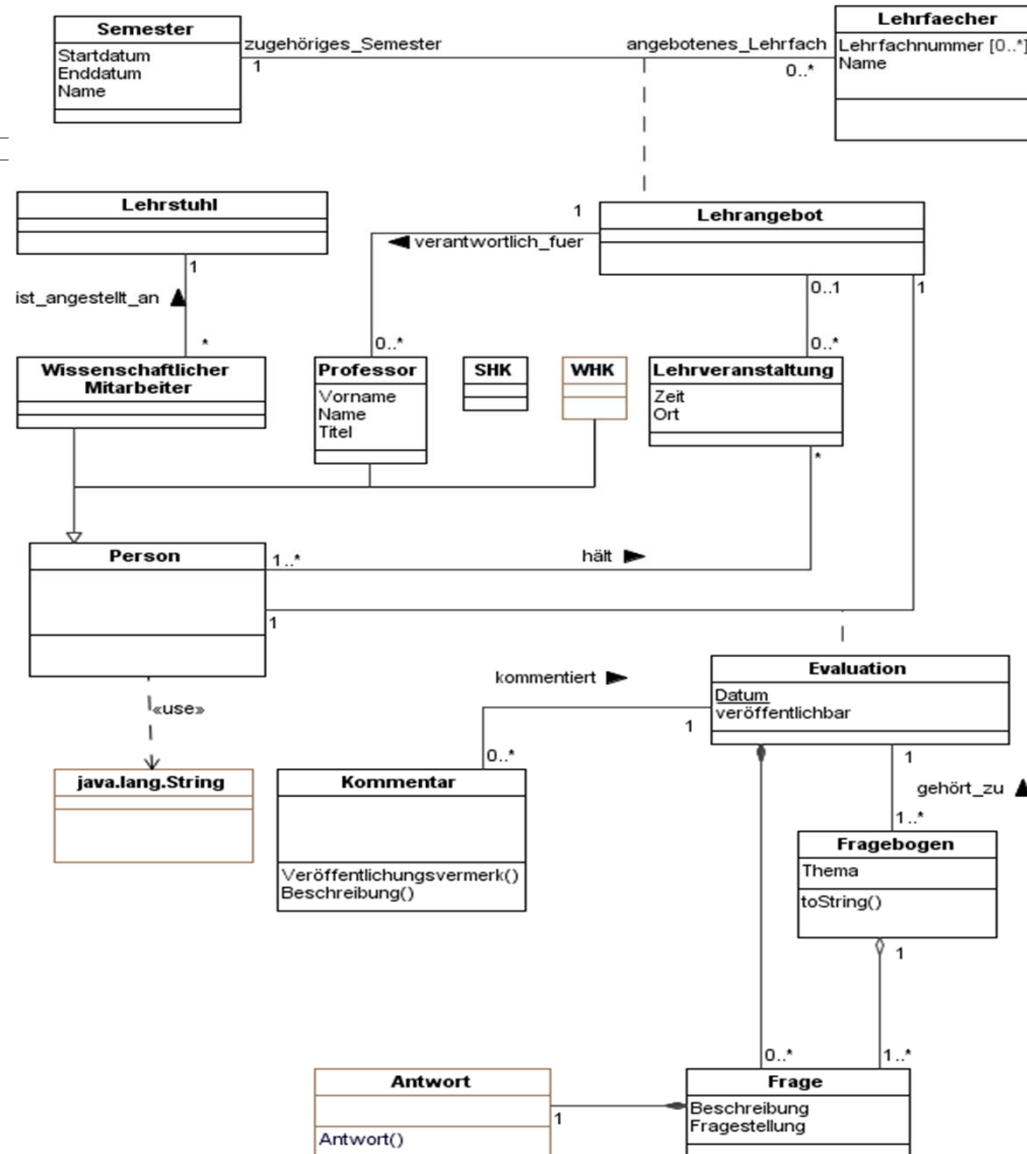 Semester
Startdatum
Enddatum
Name
zugehöriges_Semester
1
angebotenes_Lehrfach
0..*
Lehrfaecher
Lehrfachnummer [0..*]
Name
Lehrstuhl
1
ist_angestellt_an
*
Wissenschaftlicher
Mitarbeiter
1
Lehrangebot
verantwortlich_fuer
0..*
Professor
Vorname
Name
Titel
SHK
WHK
0..1
1
0..*
Lehrveranstaltung
Zeit
Ort
*
Person
1..*
hält
1
«use»
java.lang.String
kommentiert
Evaluation
Datum
veröffentlichbar
1
0..*
Kommentar
Veröffentlichungsvermerk()
Beschreibung()
1
gehört_zu
1..*
Fragebogen
Thema
toString()
1
0..*
1..*
Antwort
Antwort()
1
Frage
Beschreibung
Fragestellung